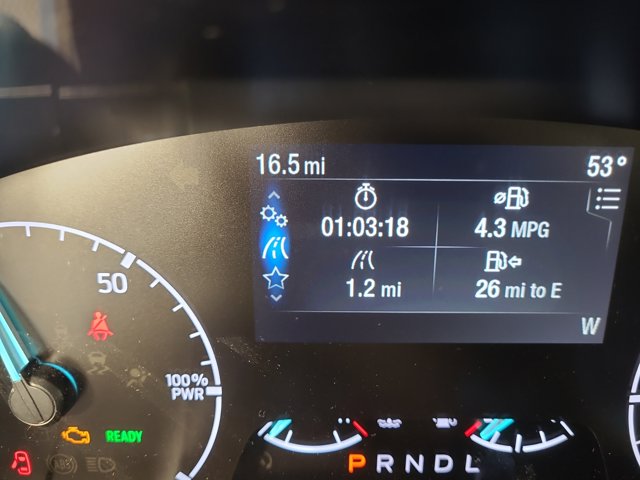 16.5 mi 53°
01:03:18 4.3 MPG
1.2 mi 26 mi to E
W
50
100%
PWR
READY
ABS
P R N D L